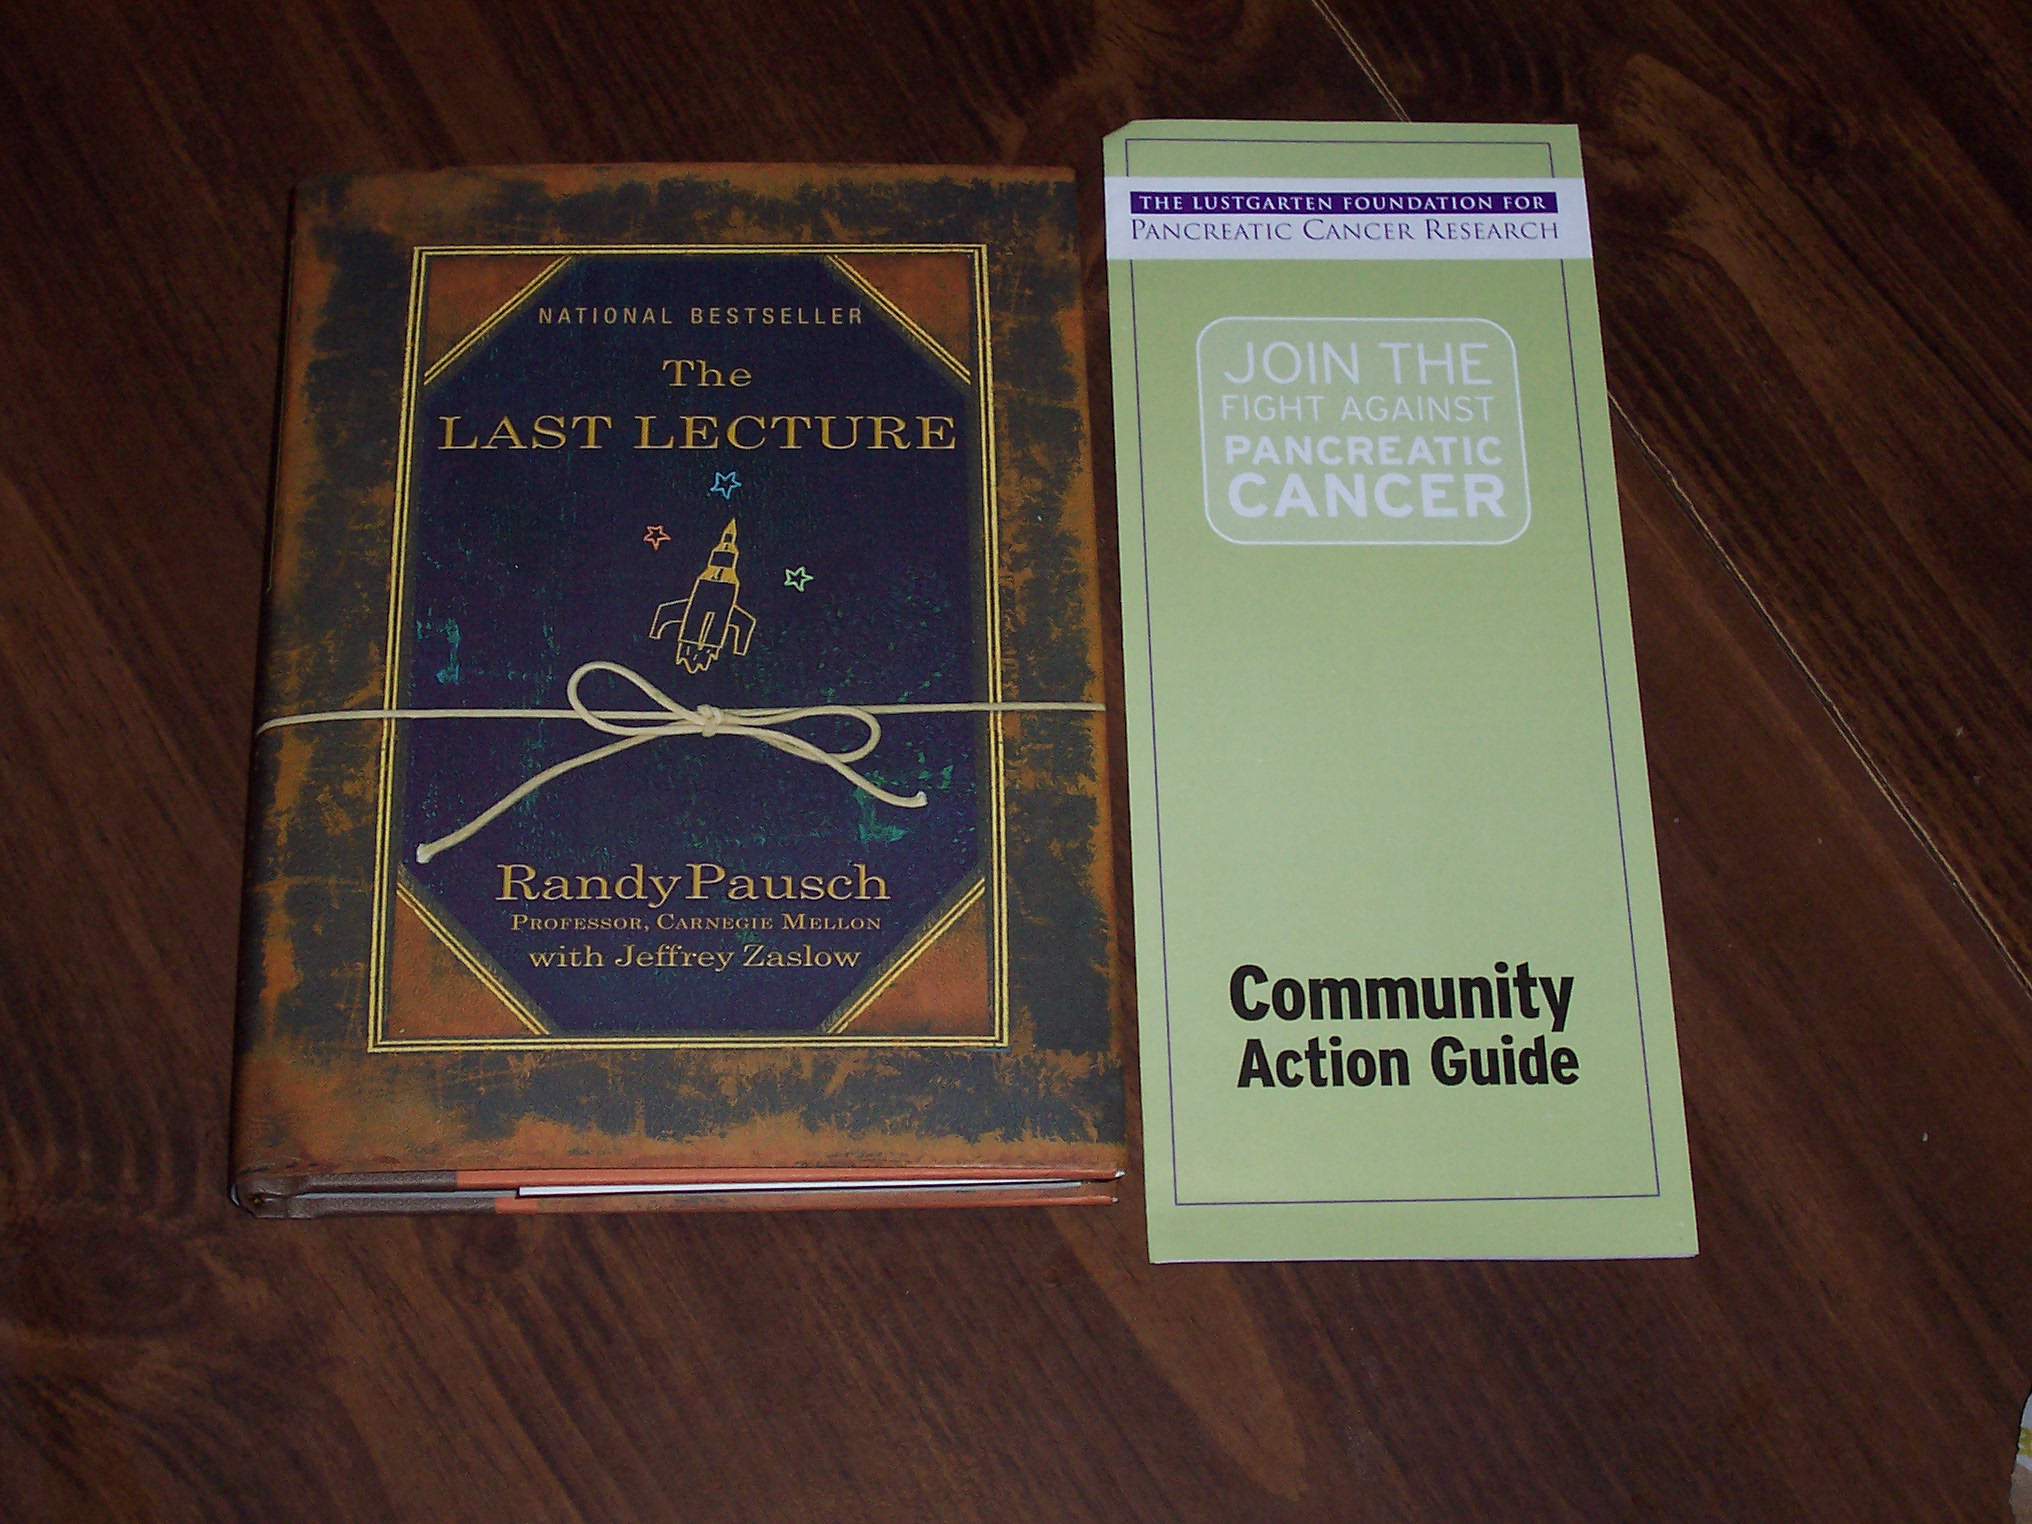 NATIONAL BESTSELLER
The
LAST LECTURE
Randy Pausch
PROFESSOR, CARNEGIE MELLON
with Jeffrey Zaslow
THE LUSTGARTEN FOUNDATION FOR
PANCREATIC CANCER RESEARCH
JOIN THE
FIGHT AGAINST
PANCREATIC
CANCER
Community
Action Guide